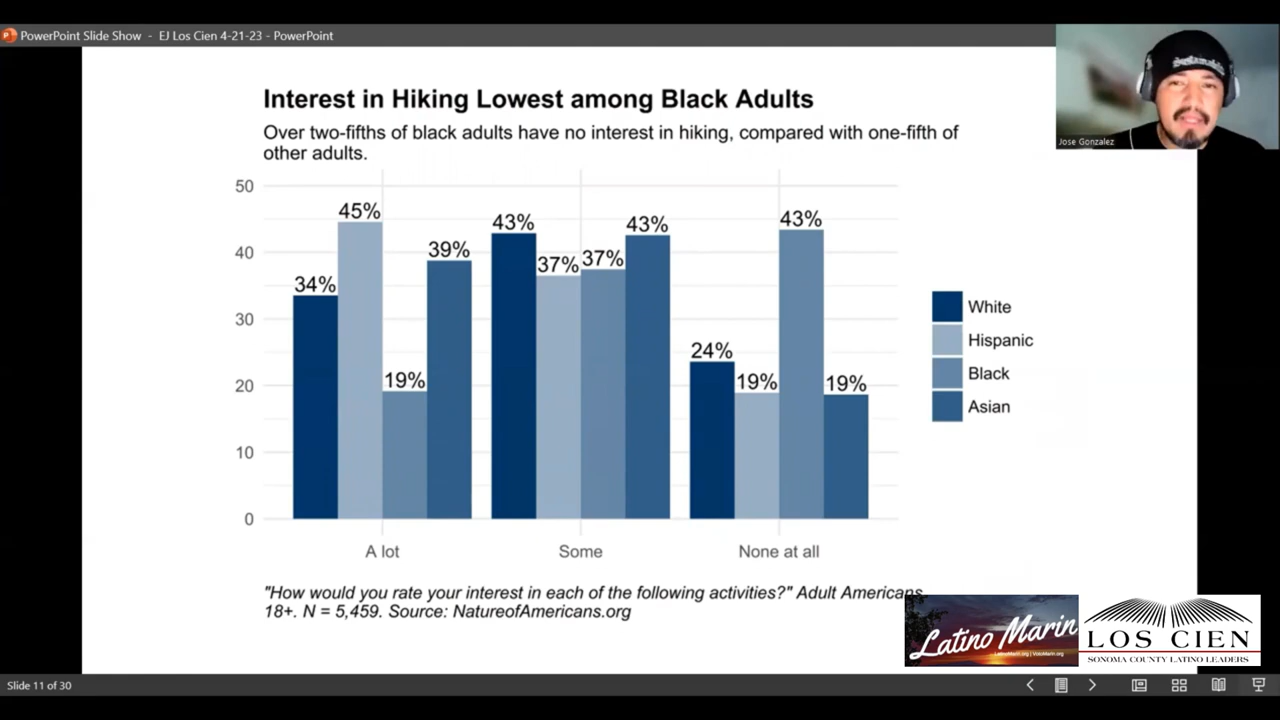 PowerPoint Slide Show - EJ Los Cien 4-21-23 - PowerPoint
Jose Gonzalez
Interest in Hiking Lowest among Black Adults
Over two-fifths of black adults have no interest in hiking, compared with one-fifth of
other adults.
50
40
30
20
10
0
34%
45%
19%
39%
43%
37%
37%
43%
24%
19%
43%
19%
A lot
Some
None at all
White
Hispanic
Black
Asian
"How would you rate your interest in each of the following activities?" Adult Americans
18+. N = 5,459. Source: NatureofAmericans.org
Latino Marin
LatinoMarin.org | VotoMarin.org
LOS CIEN
SONOMA COUNTY LATINO LEADERS
Slide 11 of 30